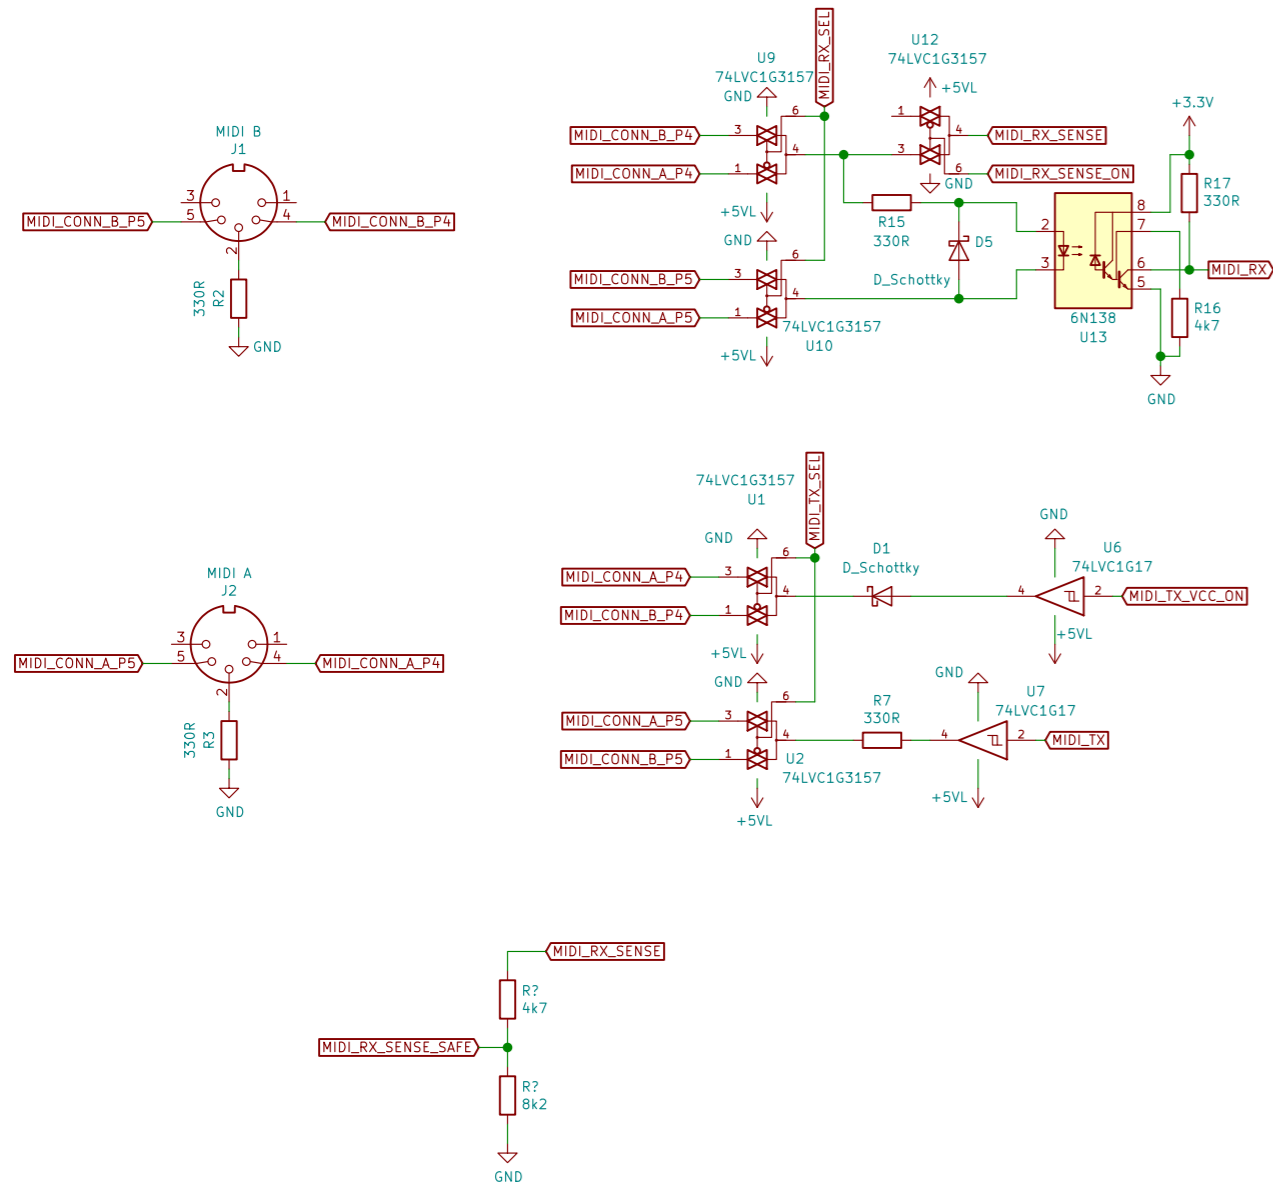 MIDI B
J1
3
1
5
4
2
MIDI_CONN_B_P5
MIDI_CONN_B_P4
330R
R2
GND
MIDI_RX_SEL
U9
74LVC1G3157
GND
6
MIDI_CONN_B_P4
3
4
MIDI_CONN_A_P4
1
+5VL
GND
6
MIDI_CONN_B_P5
3
4
MIDI_CONN_A_P5
1
74LVC1G3157
U10
+5VL
U12
74LVC1G3157
+5VL
1
4
MIDI_RX_SENSE
3
6
MIDI_RX_SENSE_ON
GND
R15
330R
D5
D_Schottky
+3.3V
R17
330R
2
3
8
7
6
5
MIDI_RX
6N138
U13
R16
4k7
GND
74LVC1G3157
U1
MIDI_TX_SEL
GND
6
MIDI_CONN_A_P4
3
4
MIDI_CONN_B_P4
1
+5VL
D1
D_Schottky
GND
U6
74LVC1G17
4
2
MIDI_TX_VCC_ON
+5VL
GND
6
MIDI_CONN_A_P5
3
4
MIDI_CONN_B_P5
1
U2
74LVC1G3157
+5VL
R7
330R
GND
U7
74LVC1G17
4
2
MIDI_TX
+5VL
MIDI A
J2
3
1
5
4
2
MIDI_CONN_A_P5
MIDI_CONN_A_P4
330R
R3
GND
MIDI_RX_SENSE
R?
4k7
MIDI_RX_SENSE_SAFE
R?
8k2
GND